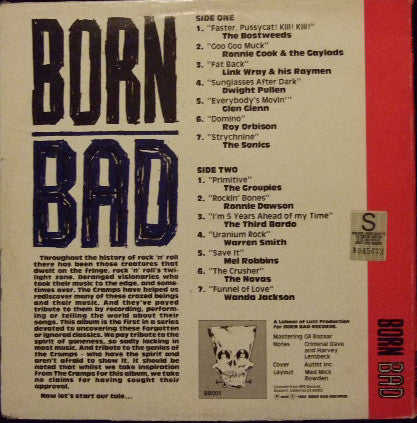 BORN
BAD
SIDE ONE
1. "Faster, Pussycat! Kill! Kill!"
The Bostweeds
2. "Goo Goo Muck"
Ronnie Cook & the Gaylads
3. "Fat Back"
Link Wray & his Raymen
4. "Sunglasses After Dark"
Dwight Pullen
5. "Everybody's Movin'"
Glen Glenn
6. "Domino"
Roy Orbison
7. "Strychnine"
The Sonics
SIDE TWO
1. "Primitive"
The Groupies
2. "Rockin' Bones"
Ronnie Dawson
3. "I'm 5 Years Ahead of my Time"
The Third Bardo
4. "Uranium Rock"
Warren Smith
5. "Save It"
Mel Robbins
6. "The Crusher"
The Novas
7. "Funnel of Love"
Wanda Jackson
Throughout the history of rock 'n' roll
there has been those creatures that
dwelt on the fringe, rock 'n' roll's twi-
light zone. Deranged visionaries who
took their music to the edge, and some-
times over. The Cramps have helped us
rediscover many of these crazed beings
and their music. And they've payed
tribute to them by recording, perform-
ing or telling the world about their
songs. This album is the first in a series
devoted to uncovering these forgotten
or ignored classics. We pay tribute to the
spirit of goneness, so sadly lacking in
most music. And tribute to the genius of
the Cramps - who have the spirit and
aren't afraid to show it. It should be
noted that whilst we take inspiration
From The Cramps for this album, we take
no claims for having sought their
approval.
Now let's start our tale...
BB001
A Labour of Lost Production
for BORN BAD RECORDS.
Mastering Gil Bazaar
Notes Criminal Dave
and Harvey
Lembeck
Cover Autist Inc
Layout Mad Mick
Bowden
S
BORN BAD